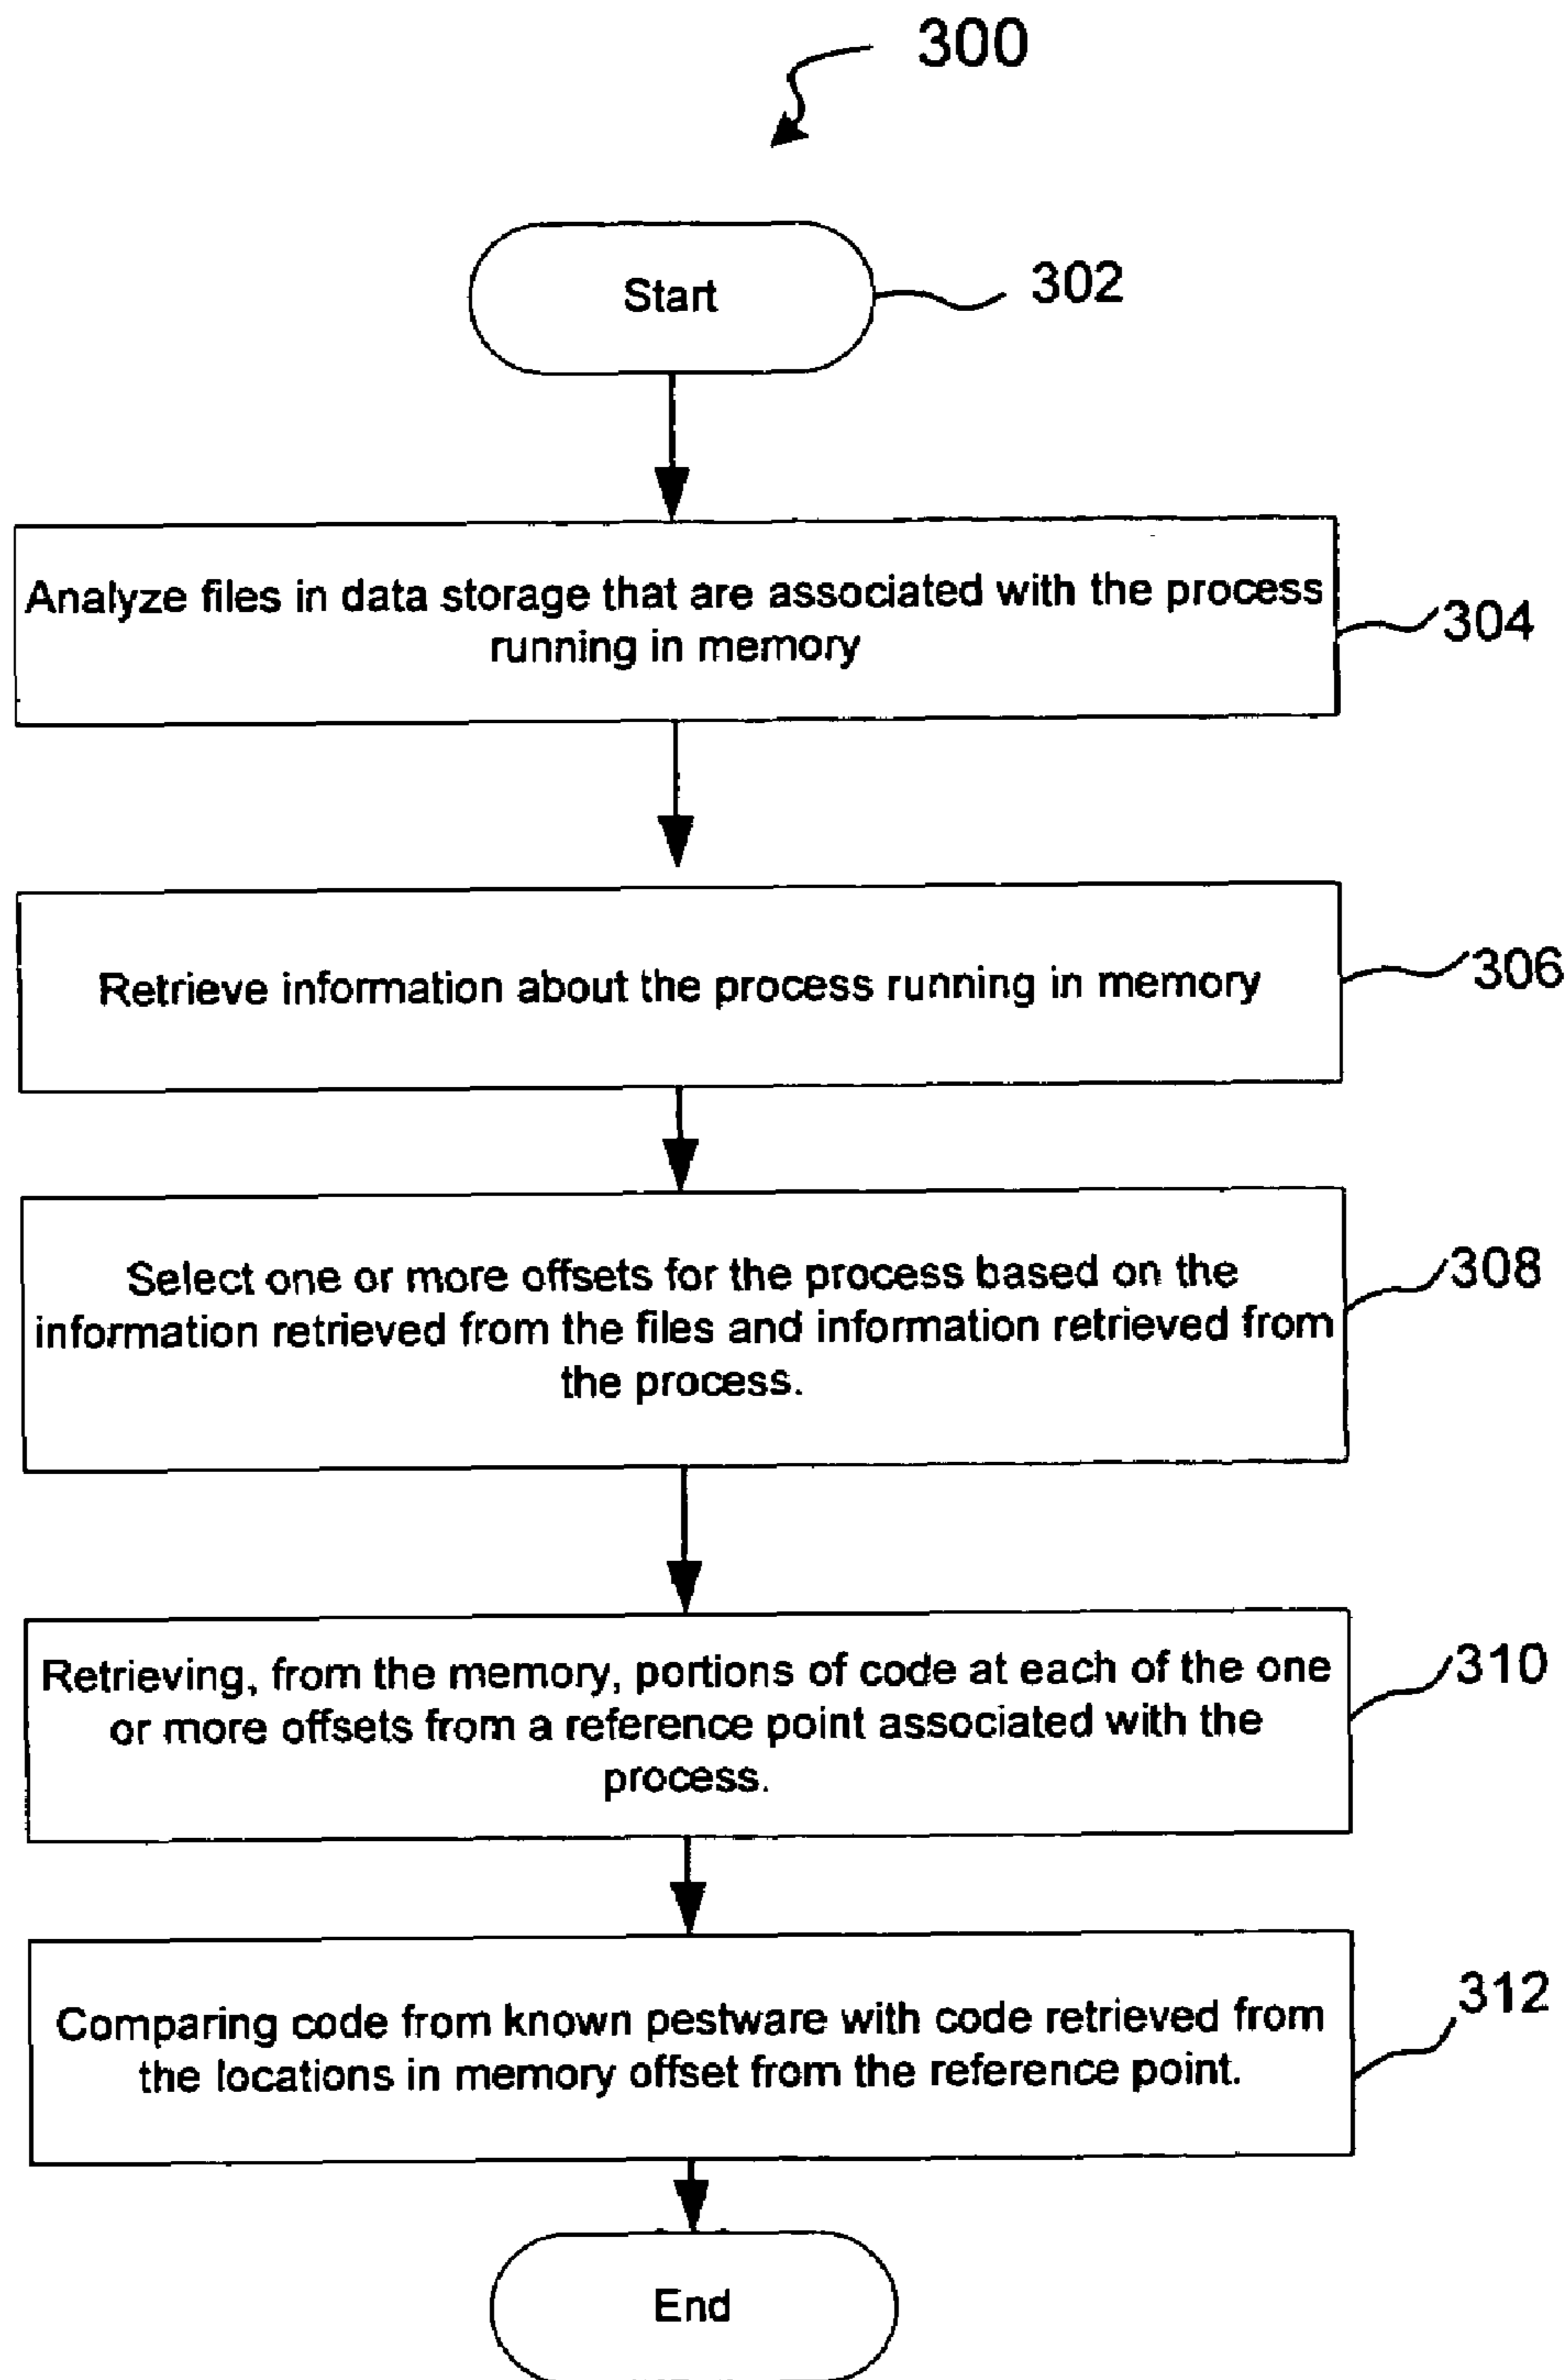 300
Start
302
Analyze files in data storage that are associated with the process
running in memory
304
Retrieve information about the process running in memory
306
Select one or more offsets for the process based on the
information retrieved from the files and information retrieved from
the process.
308
Retrieving, from the memory, portions of code at each of the one
or more offsets from a reference point associated with the
process.
310
Comparing code from known pestware with code retrieved from
the locations in memory offset from the reference point.
312
End